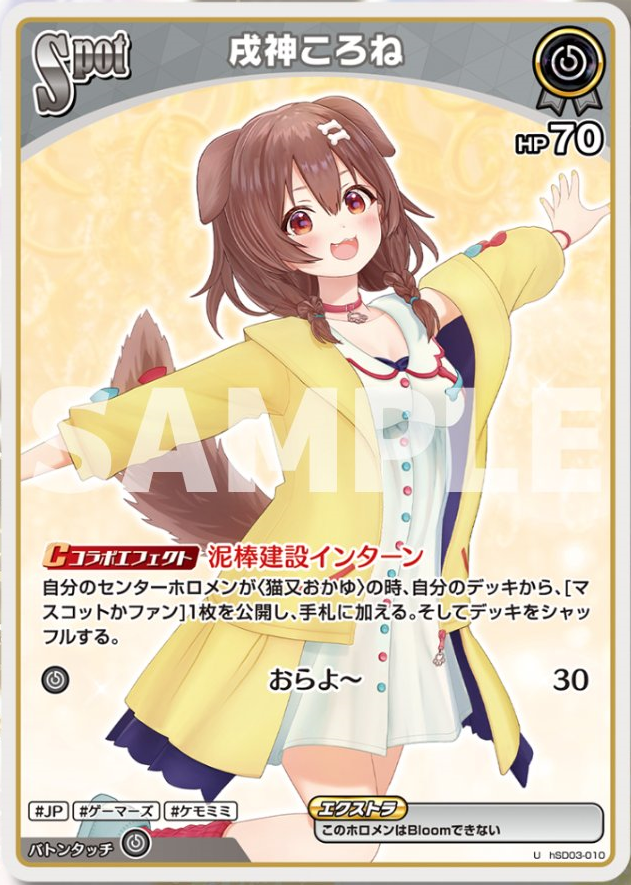 Spot
戌神ころね
HP 70
SAMPLE
コラボエフェクト 泥棒建設インターン
自分のセンターホロメンが〈猫又おかゆ〉の時、自分のデッキから、[マ
スコットかファン]1枚を公開し、手札に加える。そしてデッキをシャッ
フルする。
おらよ〜 30
#JP #ゲーマーズ #ケモミミ
エクストラ
このホロメンはBloomできない
バトンタッチ
U hSD03-010